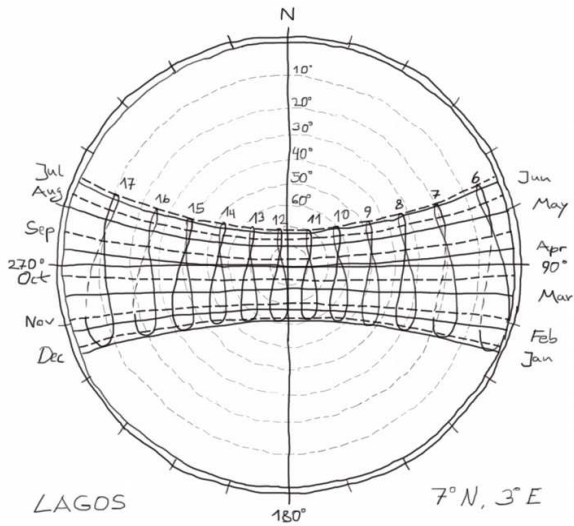 N
10°
20°
30°
40°
50°
60°
Jul
Aug
Sep
270°
Oct
Nov
Dec
17 16 15 14 13 12 11 10 9 8 7 6
Jun
May
Apr
90°
Mar
Feb
Jan
180°
LAGOS
7° N, 3° E